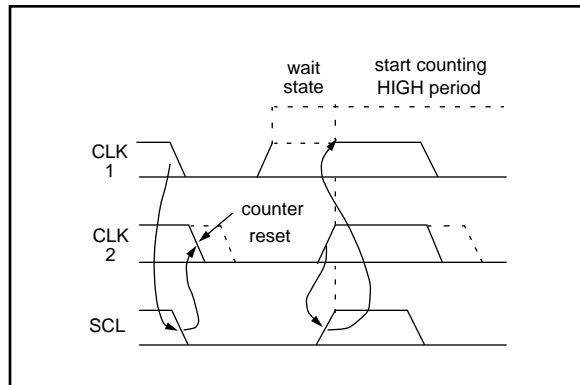 wait
state
start counting
HIGH period
CLK
1
counter
reset
CLK
2
SCL